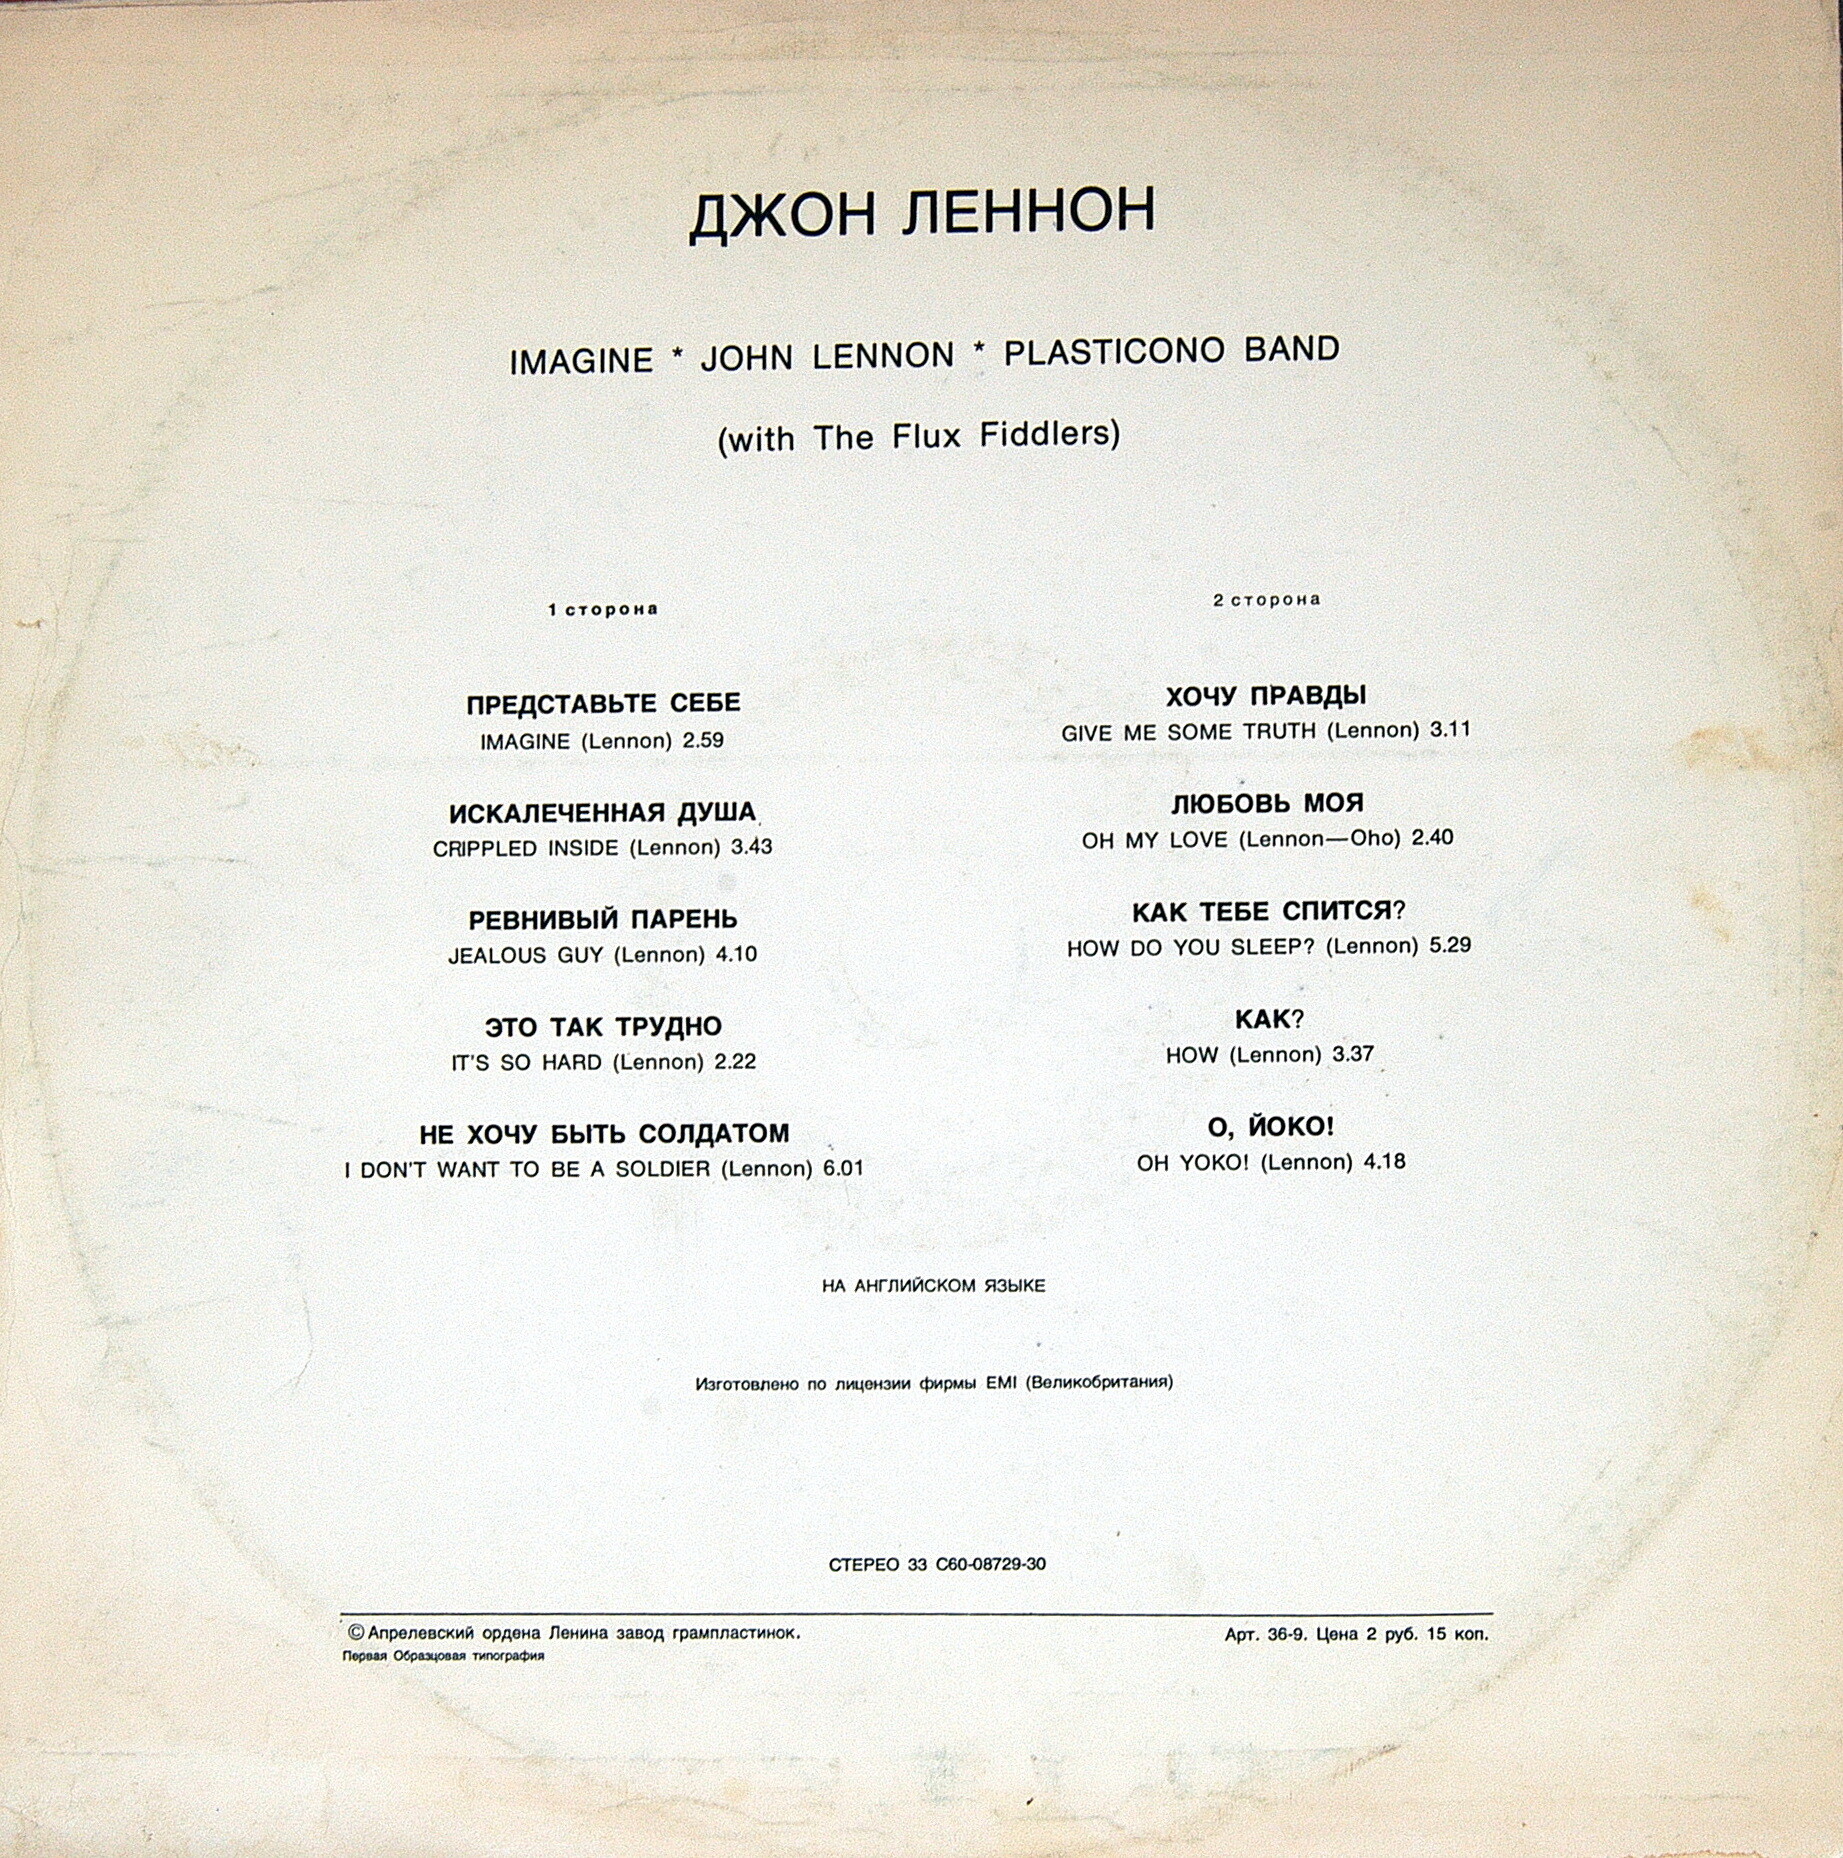 ДЖОН ЛЕННОН
IMAGINE * JOHN LENNON * PLASTICONO BAND
(with The Flux Fiddlers)
1 сторона
ПРЕДСТАВЬТЕ СЕБЕ
IMAGINE (Lennon) 2.59
ИСКАЛЕЧЕННАЯ ДУША
CRIPPLED INSIDE (Lennon) 3.43
РЕВНИВЫЙ ПАРЕНЬ
JEALOUS GUY (Lennon) 4.10
ЭТО ТАК ТРУДНО
IT'S SO HARD (Lennon) 2.22
НЕ ХОЧУ БЫТЬ СОЛДАТОМ
I DON'T WANT TO BE A SOLDIER (Lennon) 6.01
2 сторона
ХОЧУ ПРАВДЫ
GIVE ME SOME TRUTH (Lennon) 3.11
ЛЮБОВЬ МОЯ
OH MY LOVE (Lennon—Oho) 2.40
КАК ТЕБЕ СПИТСЯ?
HOW DO YOU SLEEP? (Lennon) 5.29
КАК?
HOW (Lennon) 3.37
О, ЙОКО!
OH YOKO! (Lennon) 4.18
НА АНГЛИЙСКОМ ЯЗЫКЕ
Изготовлено по лицензии фирмы EMI (Великобритания)
СТЕРЕО 33 С60-08729-30
©Апрелевский ордена Ленина завод грампластинок.
Первая Образцовая типография
Арт. 36-9. Цена 2 руб. 15 коп.